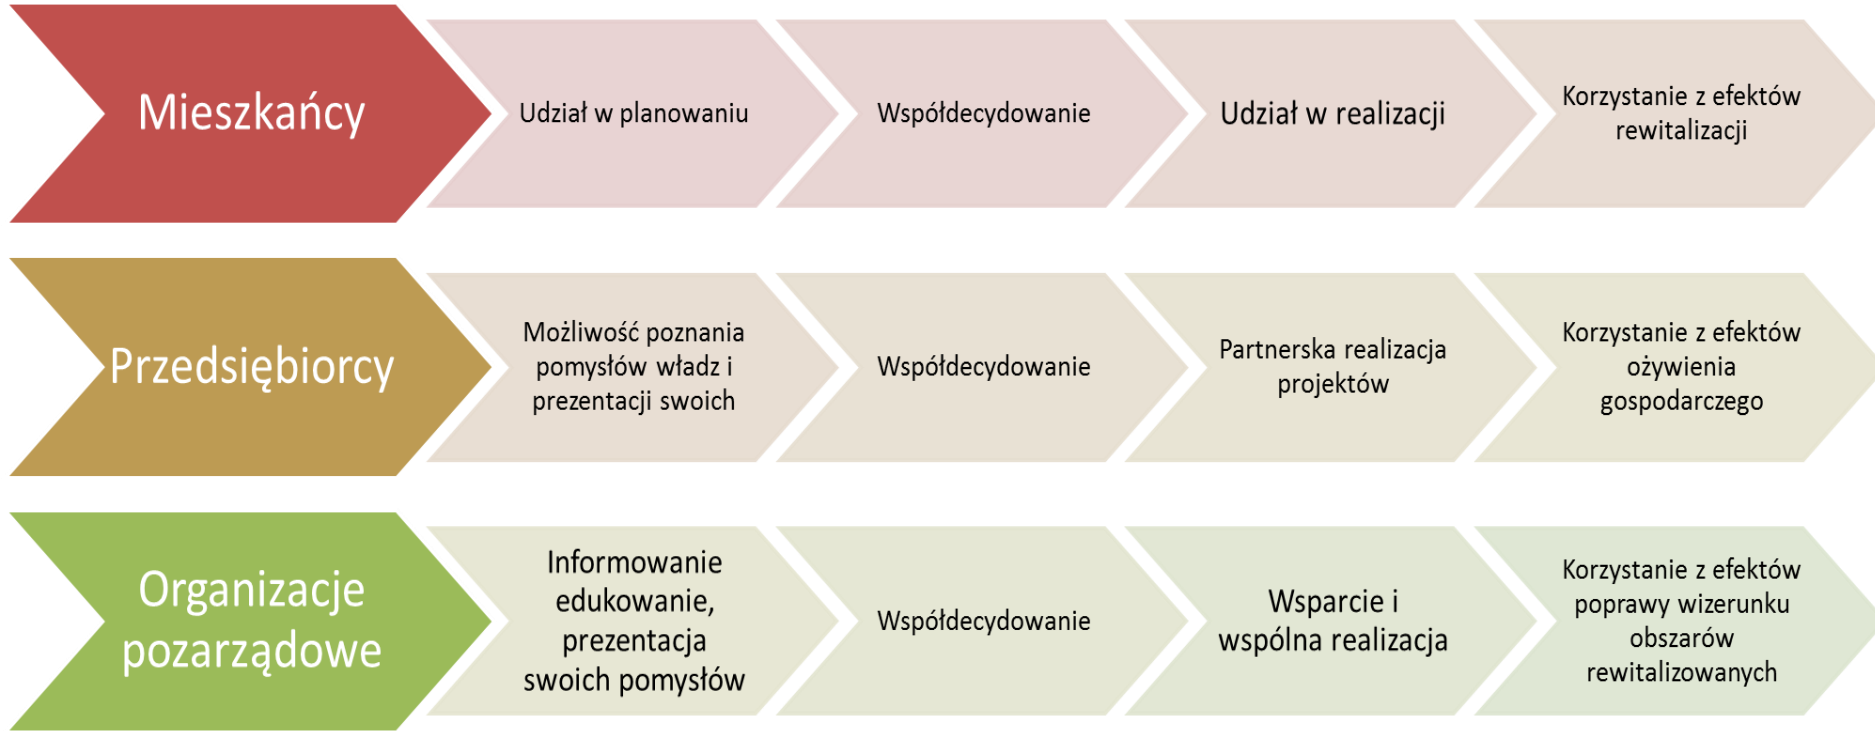 Mieszkańcy
Udział w planowaniu
Współdecydowanie
Udział w realizacji
Korzystanie z efektów
rewitalizacji
Przedsiębiorcy
Możliwość poznania
pomysłów władz i
prezentacji swoich
Współdecydowanie
Partnerska realizacja
projektów
Korzystanie z efektów
ożywienia
gospodarczego
Organizacje
pozarządowe
Informowanie
edukowanie,
prezentacja
swoich pomysłów
Współdecydowanie
Wsparcie i
wspólna realizacja
Korzystanie z efektów
poprawy wizerunku
obszarów
rewitalizowanych